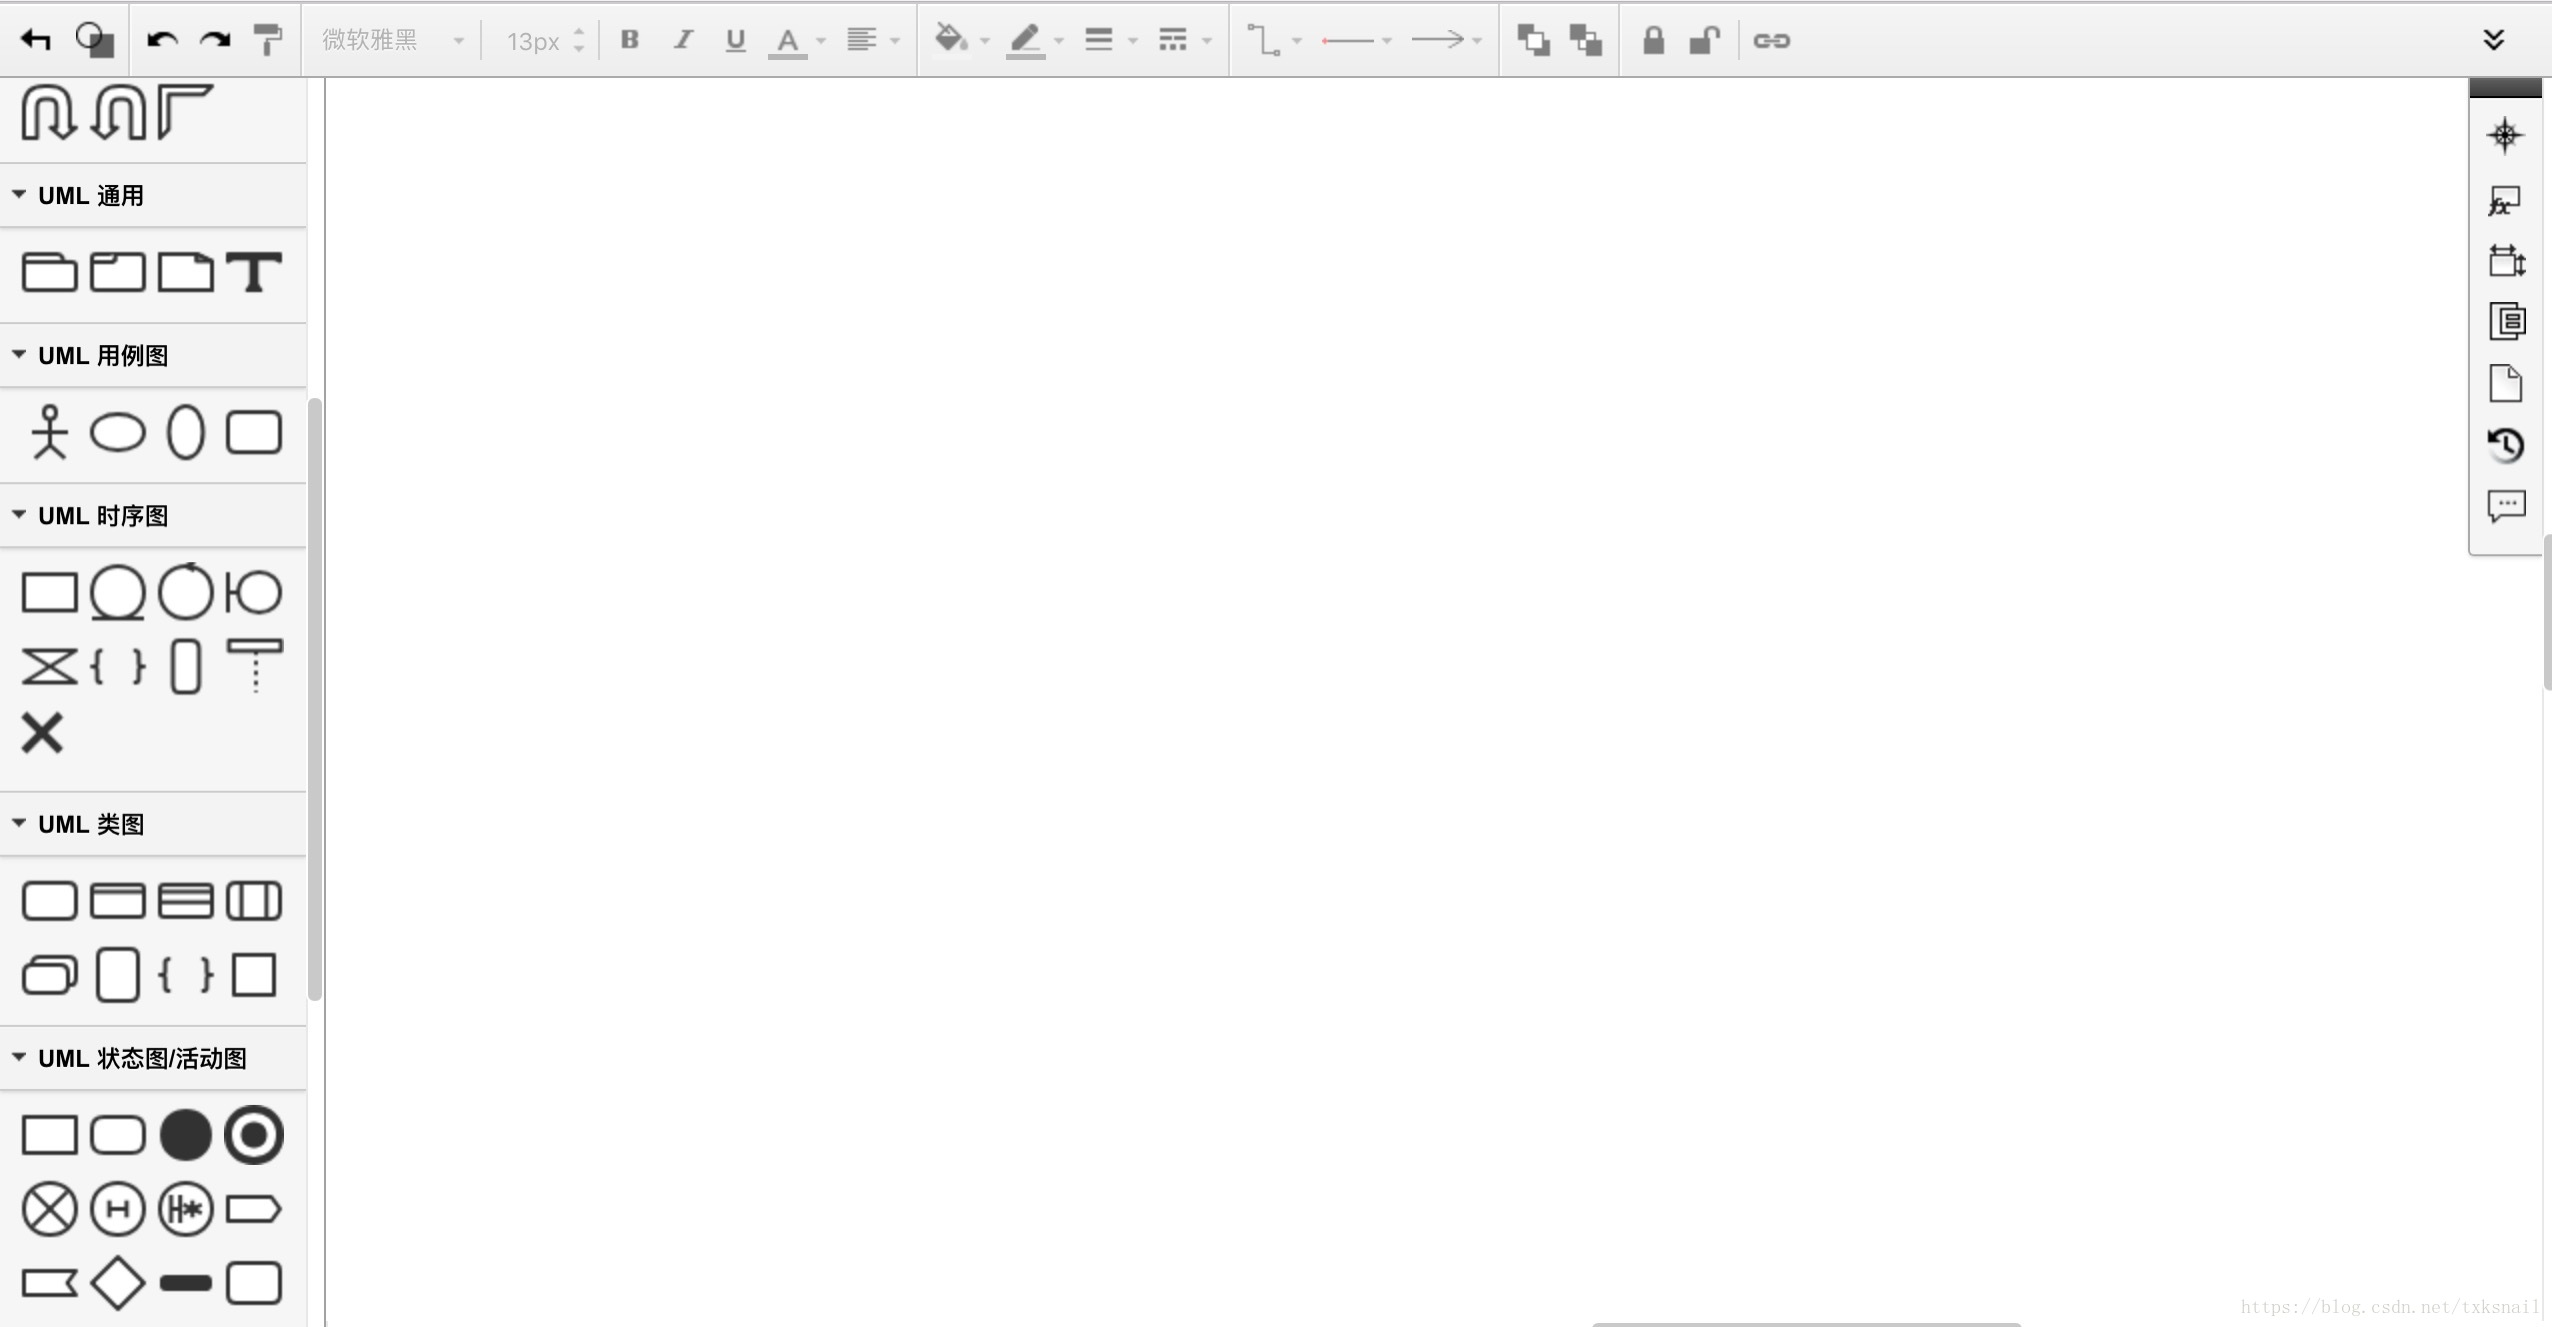 微软雅黑 13px B I U A
UML 通用
T
UML 用例图
UML 时序图
{ }
UML 类图
{ }
UML 状态图/活动图
H H*
fx
https://blog.csdn.net/txksnail